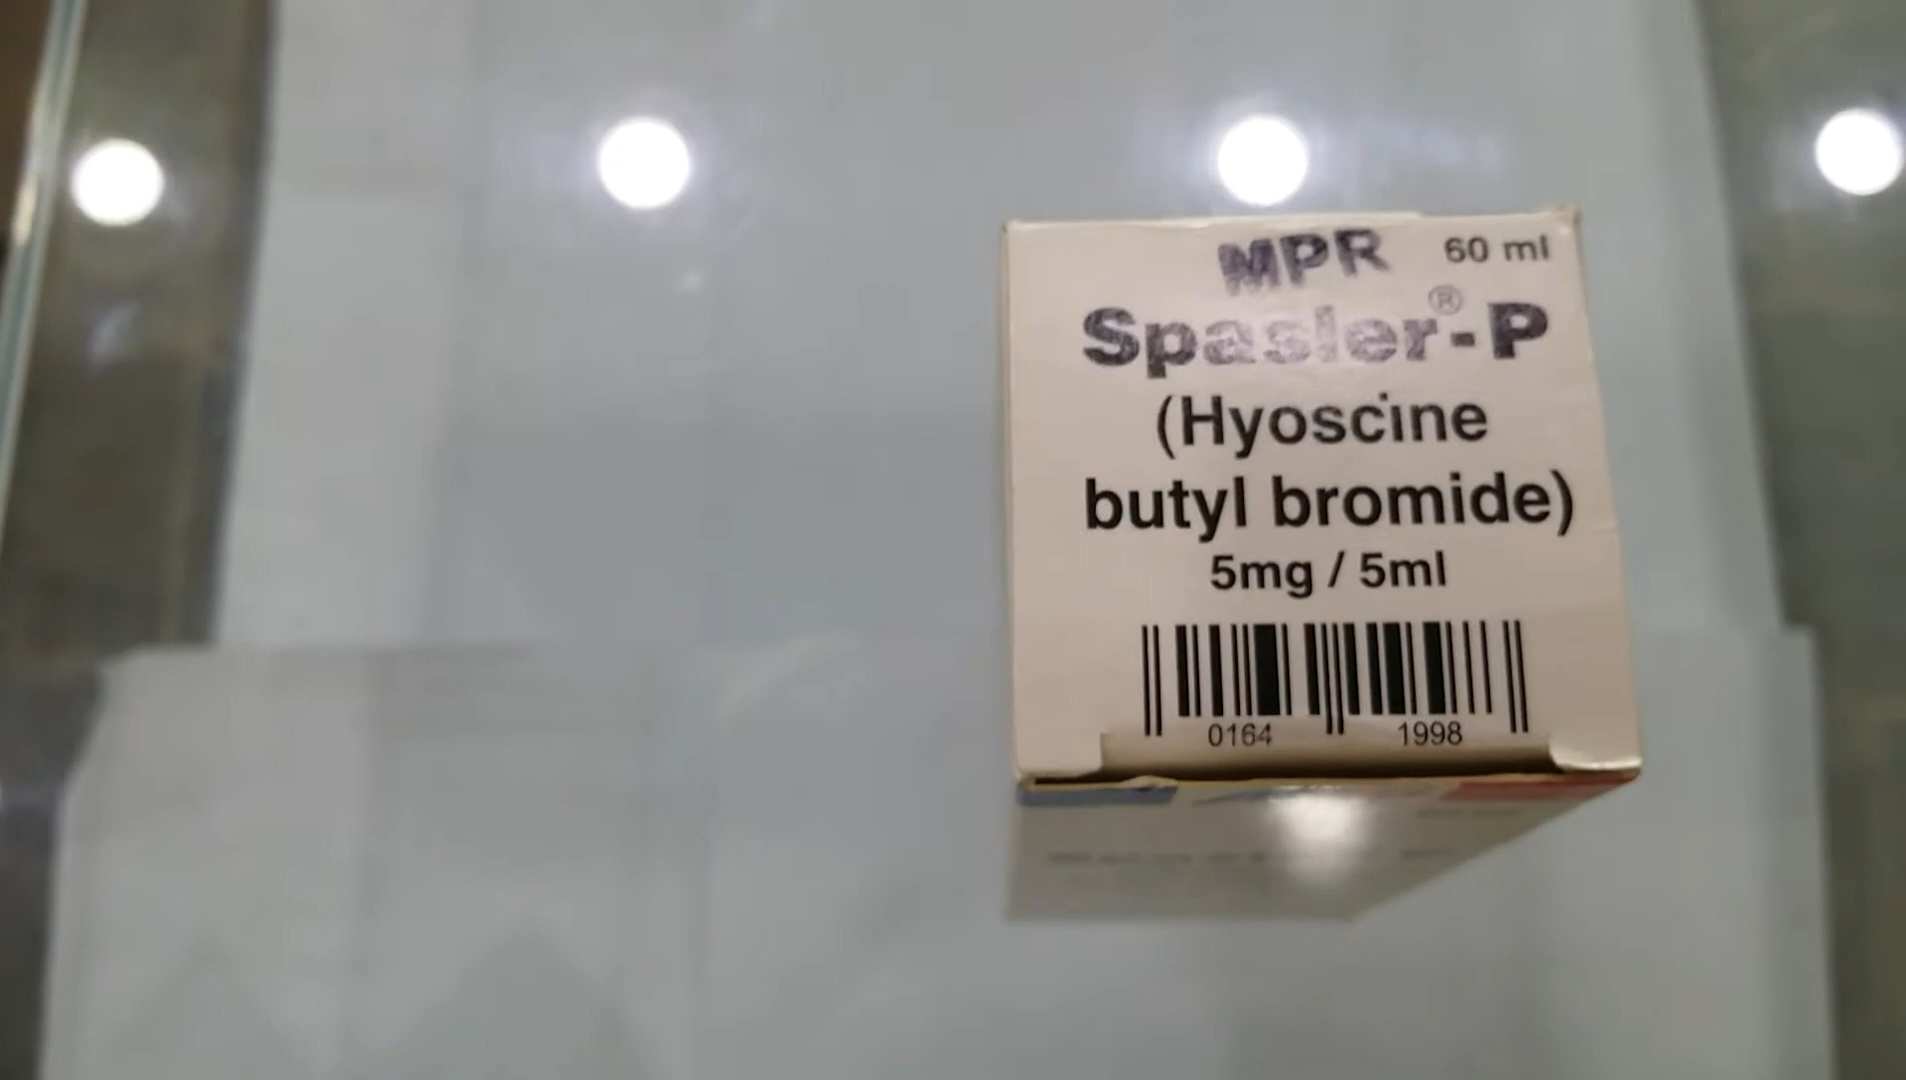 MPR 60 ml
Spasler®-P
(Hyoscine
butyl bromide)
5mg / 5ml
0164 1998